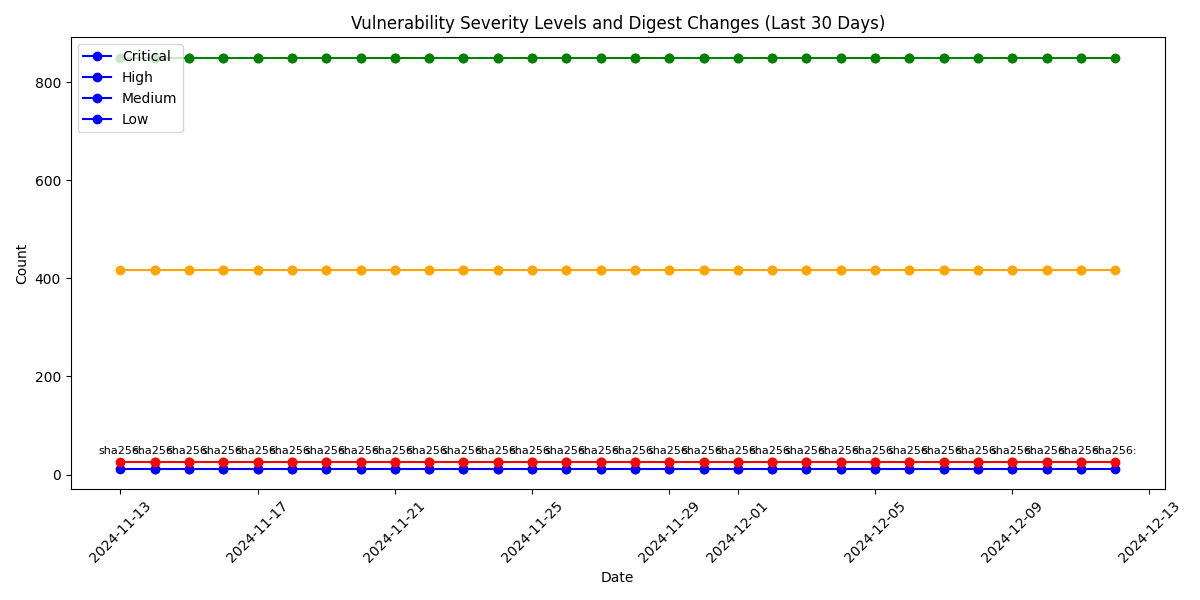 Vulnerability Severity Levels and Digest Changes (Last 30 Days)
Critical
High
Medium
Low
Count
800
600
400
200
0
sha256: sha256: sha256: sha256: sha256: sha256: sha256: sha256: sha256: sha256: sha256: sha256: sha256: sha256: sha256: sha256: sha256: sha256: sha256: sha256: sha256: sha256: sha256: sha256: sha256: sha256: sha256: sha256: sha256: sha256:
2024-11-13
2024-11-17
2024-11-21
2024-11-25
2024-11-29
2024-12-01
2024-12-05
2024-12-09
2024-12-13
Date